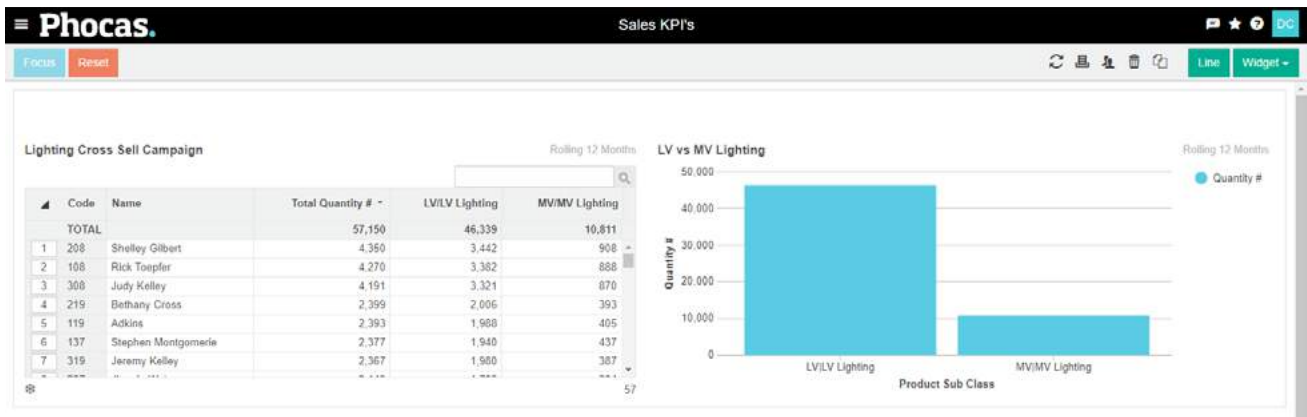 Phocas.
Sales KPI's
DC
Focus
Reset
Line
Widget
Lighting Cross Sell Campaign
Rolling 12 Months
Code Name Total Quantity # LV/LV Lighting MV/MV Lighting
TOTAL 57,150 46,339 10,811
1 208 Shelley Gilbert 4,350 3,442 908
2 108 Rick Toepfer 4,270 3,382 888
3 308 Judy Kelley 4,191 3,321 870
4 219 Bethany Cross 2,399 2,006 393
5 119 Adkins 2,393 1,988 405
6 137 Stephen Montgomerie 2,377 1,940 437
7 319 Jeremy Kelley 2,367 1,980 387
57
LV vs MV Lighting
Rolling 12 Months
Quantity #
50,000
40,000
30,000
20,000
10,000
0
Quantity #
LV|LV Lighting
MV|MV Lighting
Product Sub Class